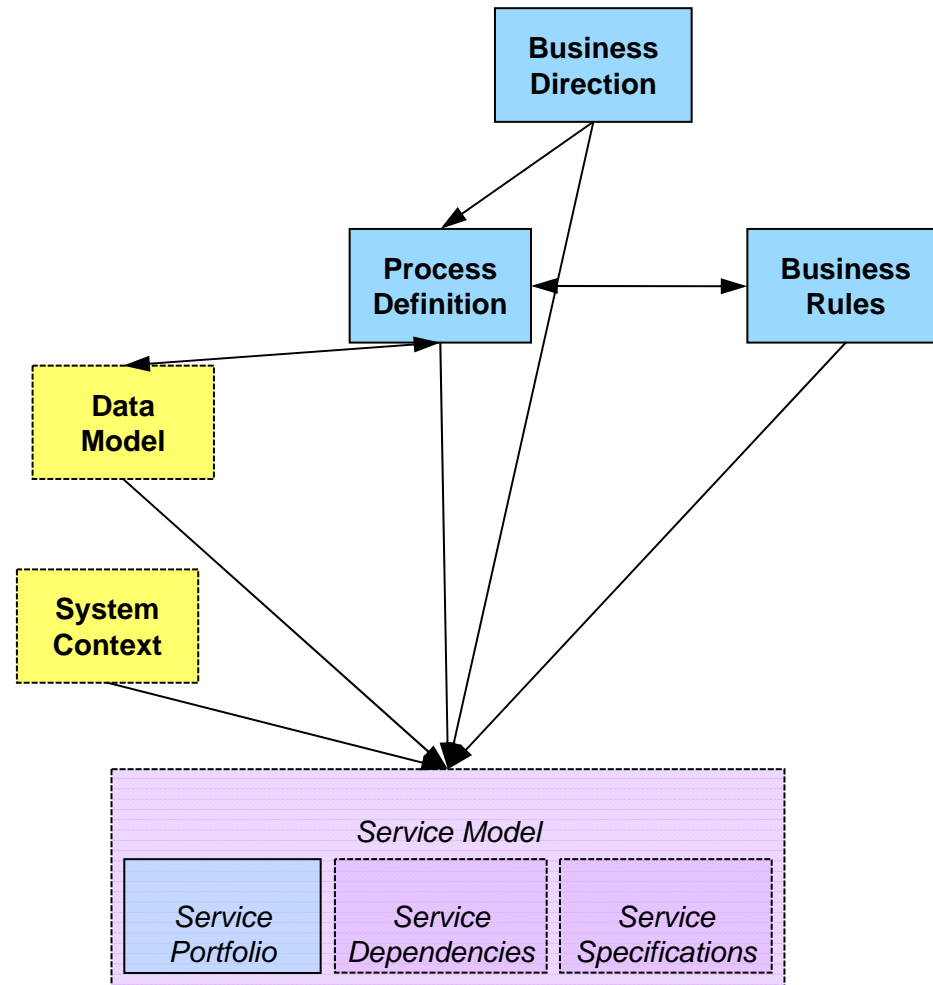 Business
Direction
Process
Definition
Business
Rules
Data
Model
System
Context
Service Model
Service
Portfolio
Service
Dependencies
Service
Specifications